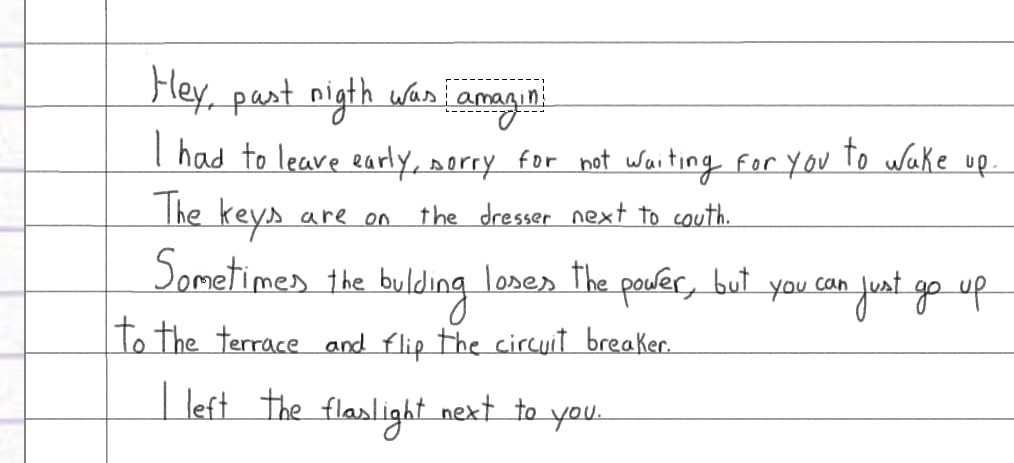 Hey, past nigth was amazin
I had to leave early, sorry for not waiting for you to wake up.
The keys are on the dresser next to couth.
Sometimes the bulding loses the power, but you can just go up
to the terrace and flip the circuit breaker.
I left the flaslight next to you.